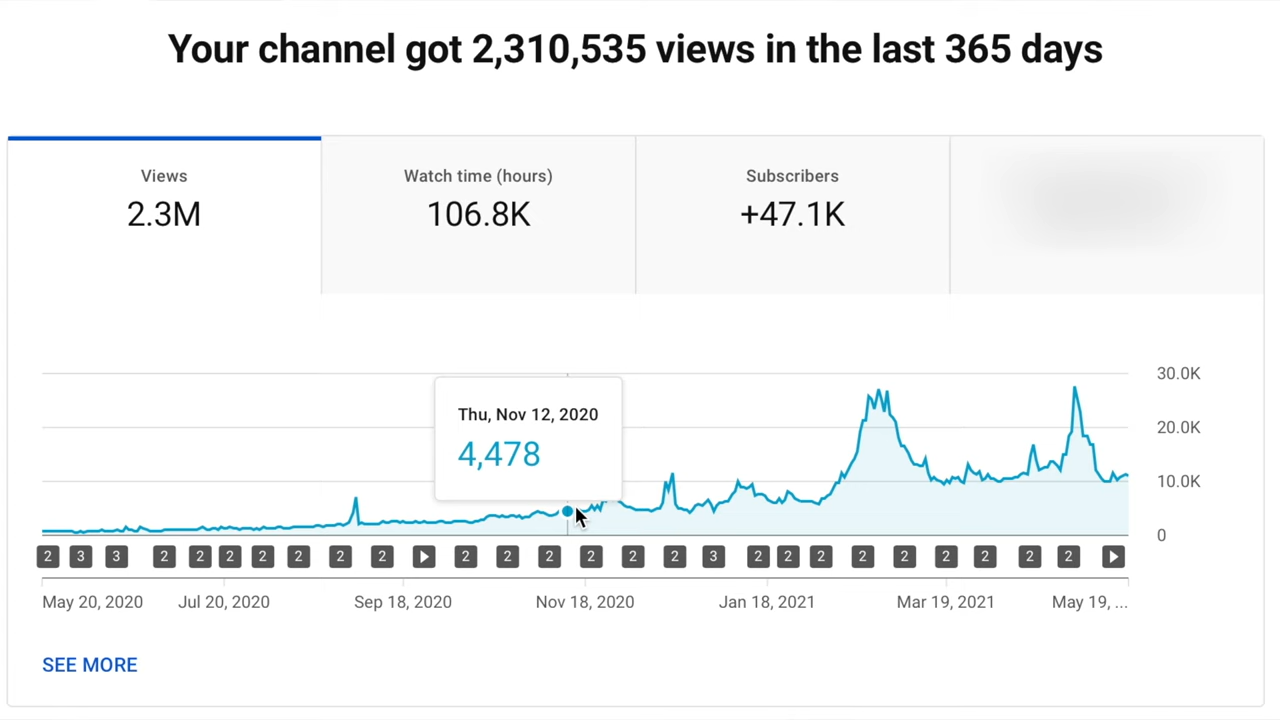 Your channel got 2,310,535 views in the last 365 days
Views
2.3M
Watch time (hours)
106.8K
Subscribers
+47.1K
30.0K
20.0K
10.0K
0
Thu, Nov 12, 2020
4,478
2 3 3 2 2 2 2 2 2 2 2 2 2 2 2 2 3 2 2 2 2 2 2 2 2 2
May 20, 2020 Jul 20, 2020 Sep 18, 2020 Nov 18, 2020 Jan 18, 2021 Mar 19, 2021 May 19, ...
SEE MORE